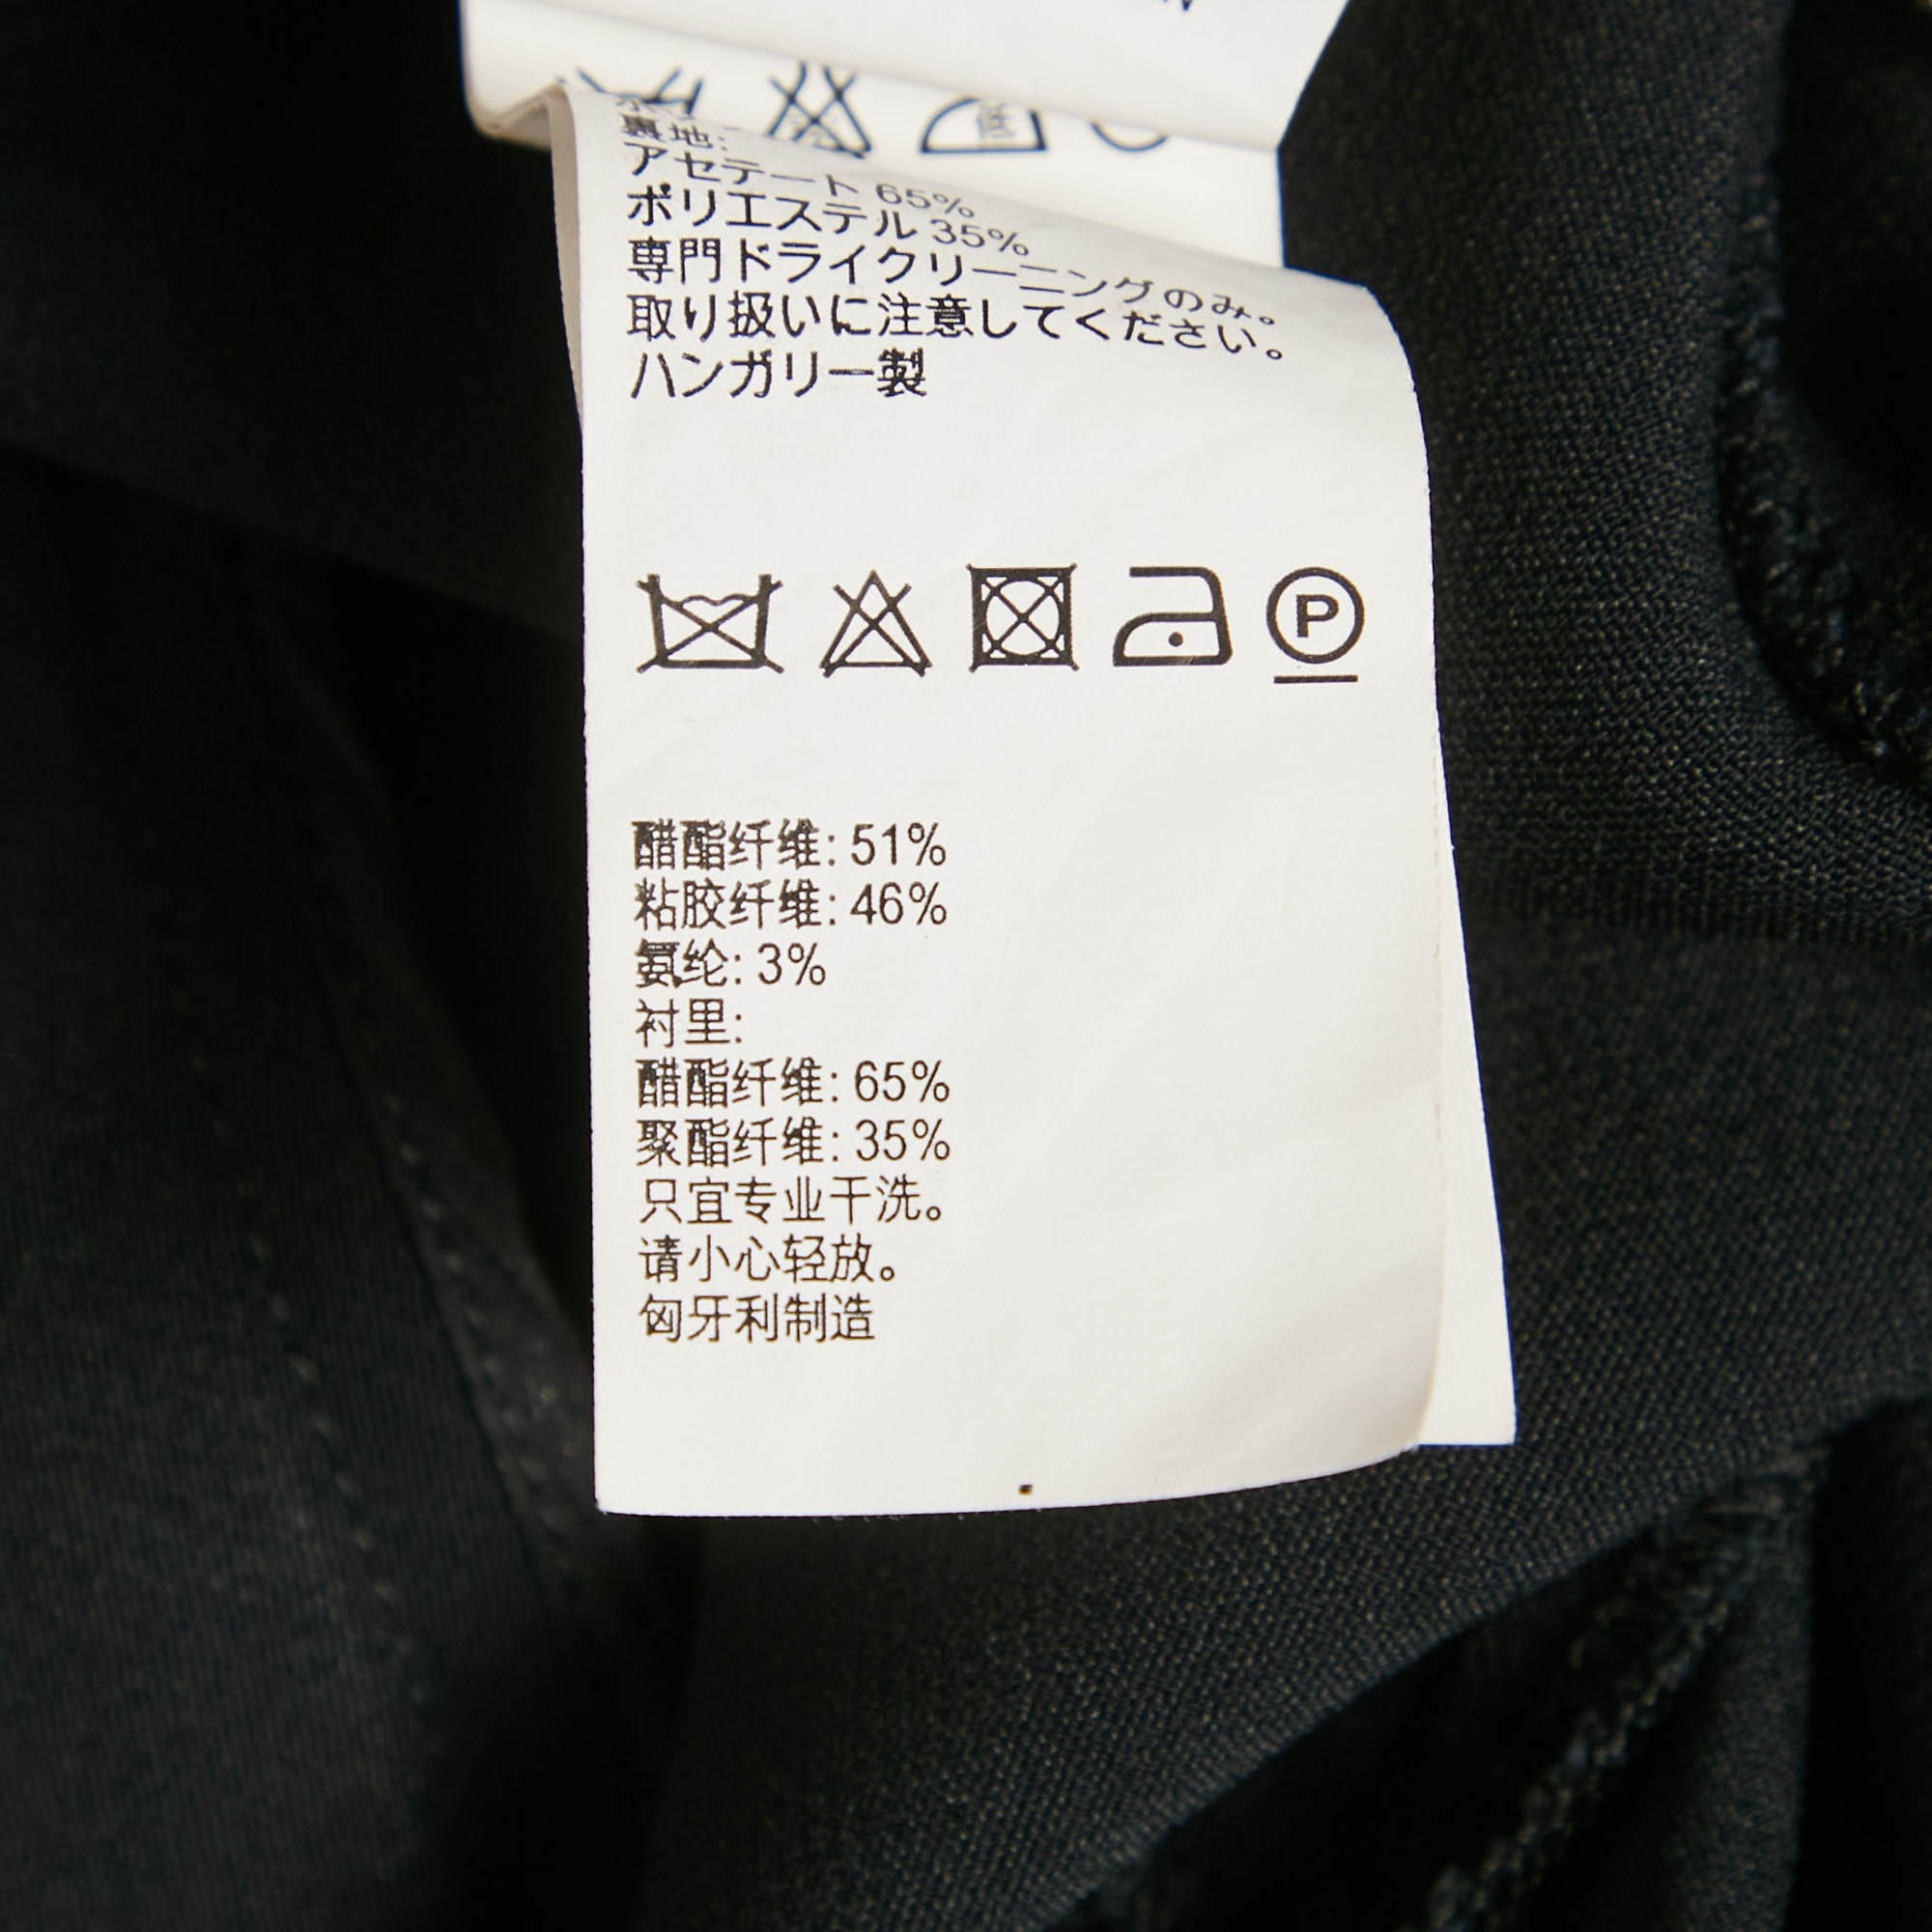 裏地:
アセテート 65%
ポリエステル 35%
専門ドライクリーニングのみ。
取り扱いに注意してください。
ハンガリー製
P
醋酯纤维: 51%
粘胶纤维: 46%
氨纶: 3%
衬里:
醋酯纤维: 65%
聚酯纤维: 35%
只宜专业干洗。
请小心轻放。
匈牙利制造